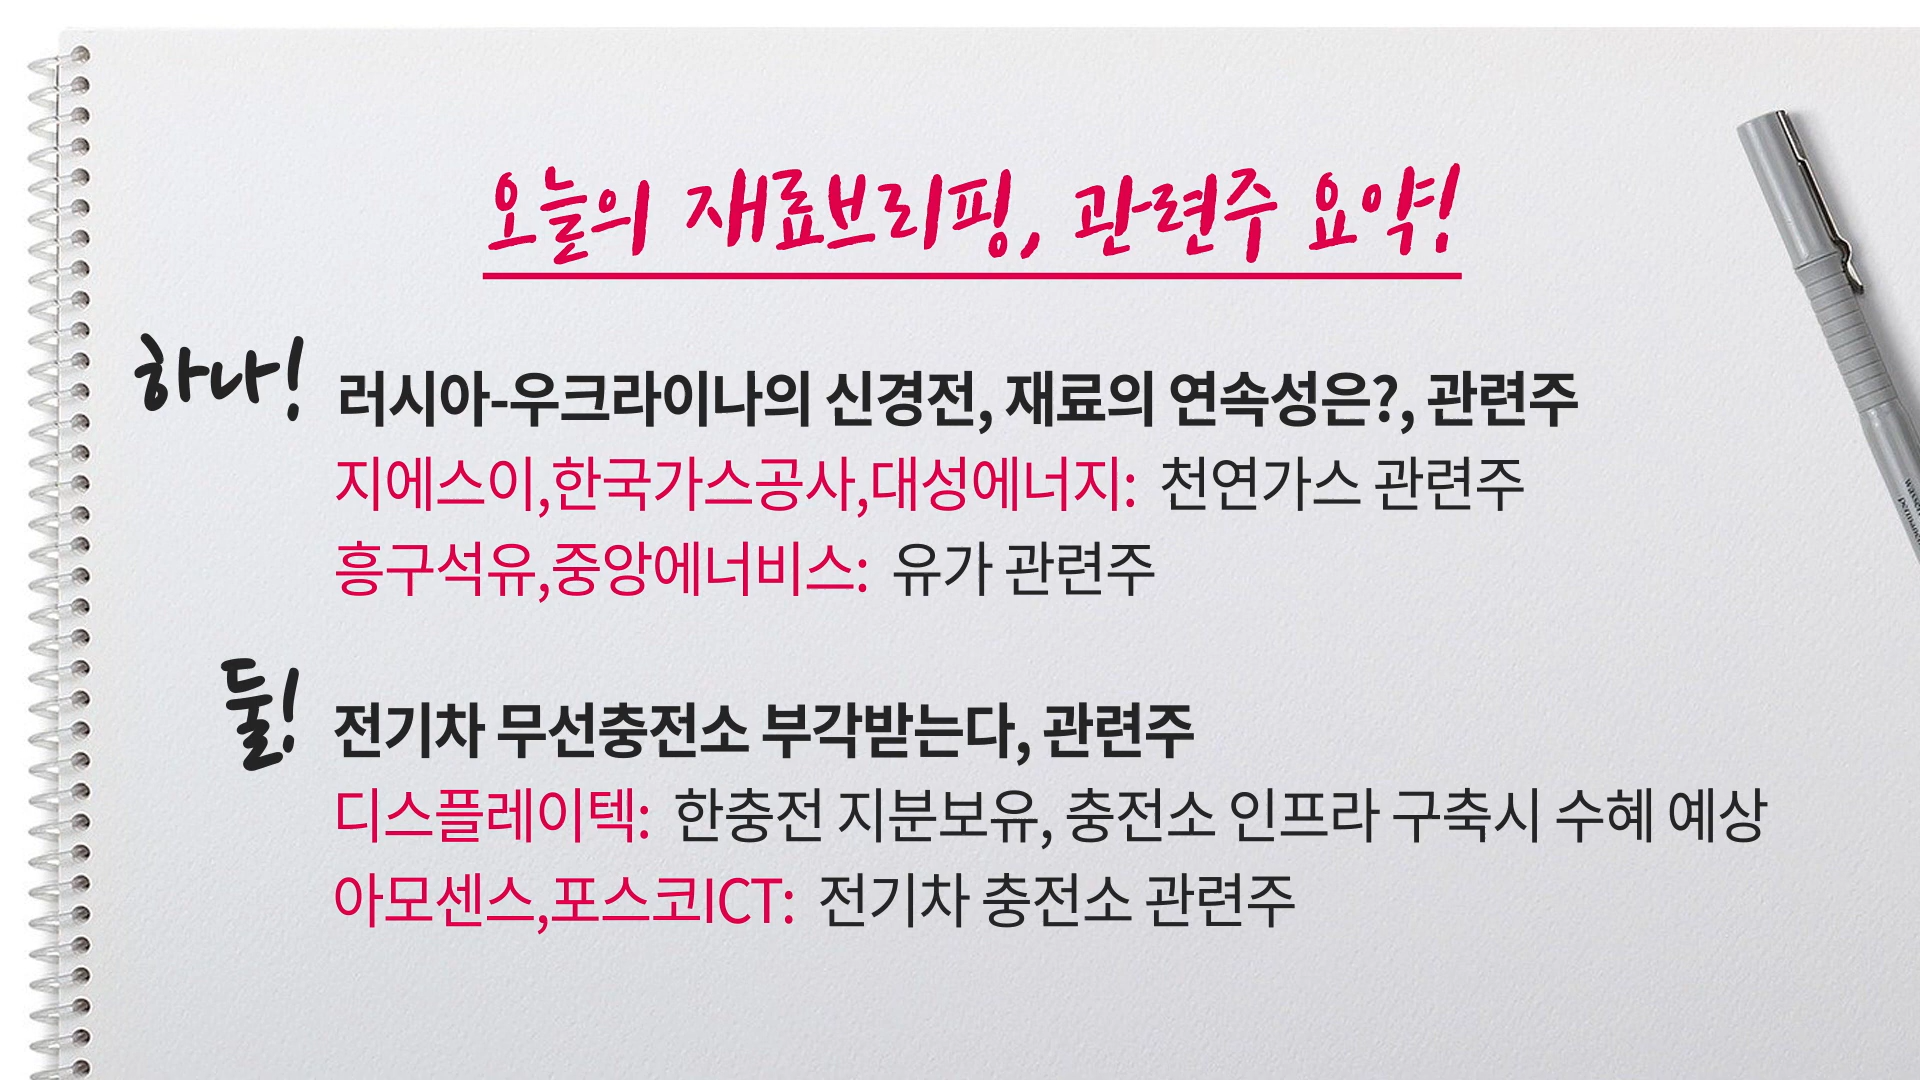 오늘의 재료브리핑, 관련주 요약!
하나! 러시아-우크라이나의 신경전, 재료의 연속성은?, 관련주
지에스이,한국가스공사,대성에너지: 천연가스 관련주
흥구석유,중앙에너비스: 유가 관련주
둘! 전기차 무선충전소 부각받는다, 관련주
디스플레이텍: 한충전 지분보유, 충전소 인프라 구축시 수혜 예상
아모센스,포스코ICT: 전기차 충전소 관련주